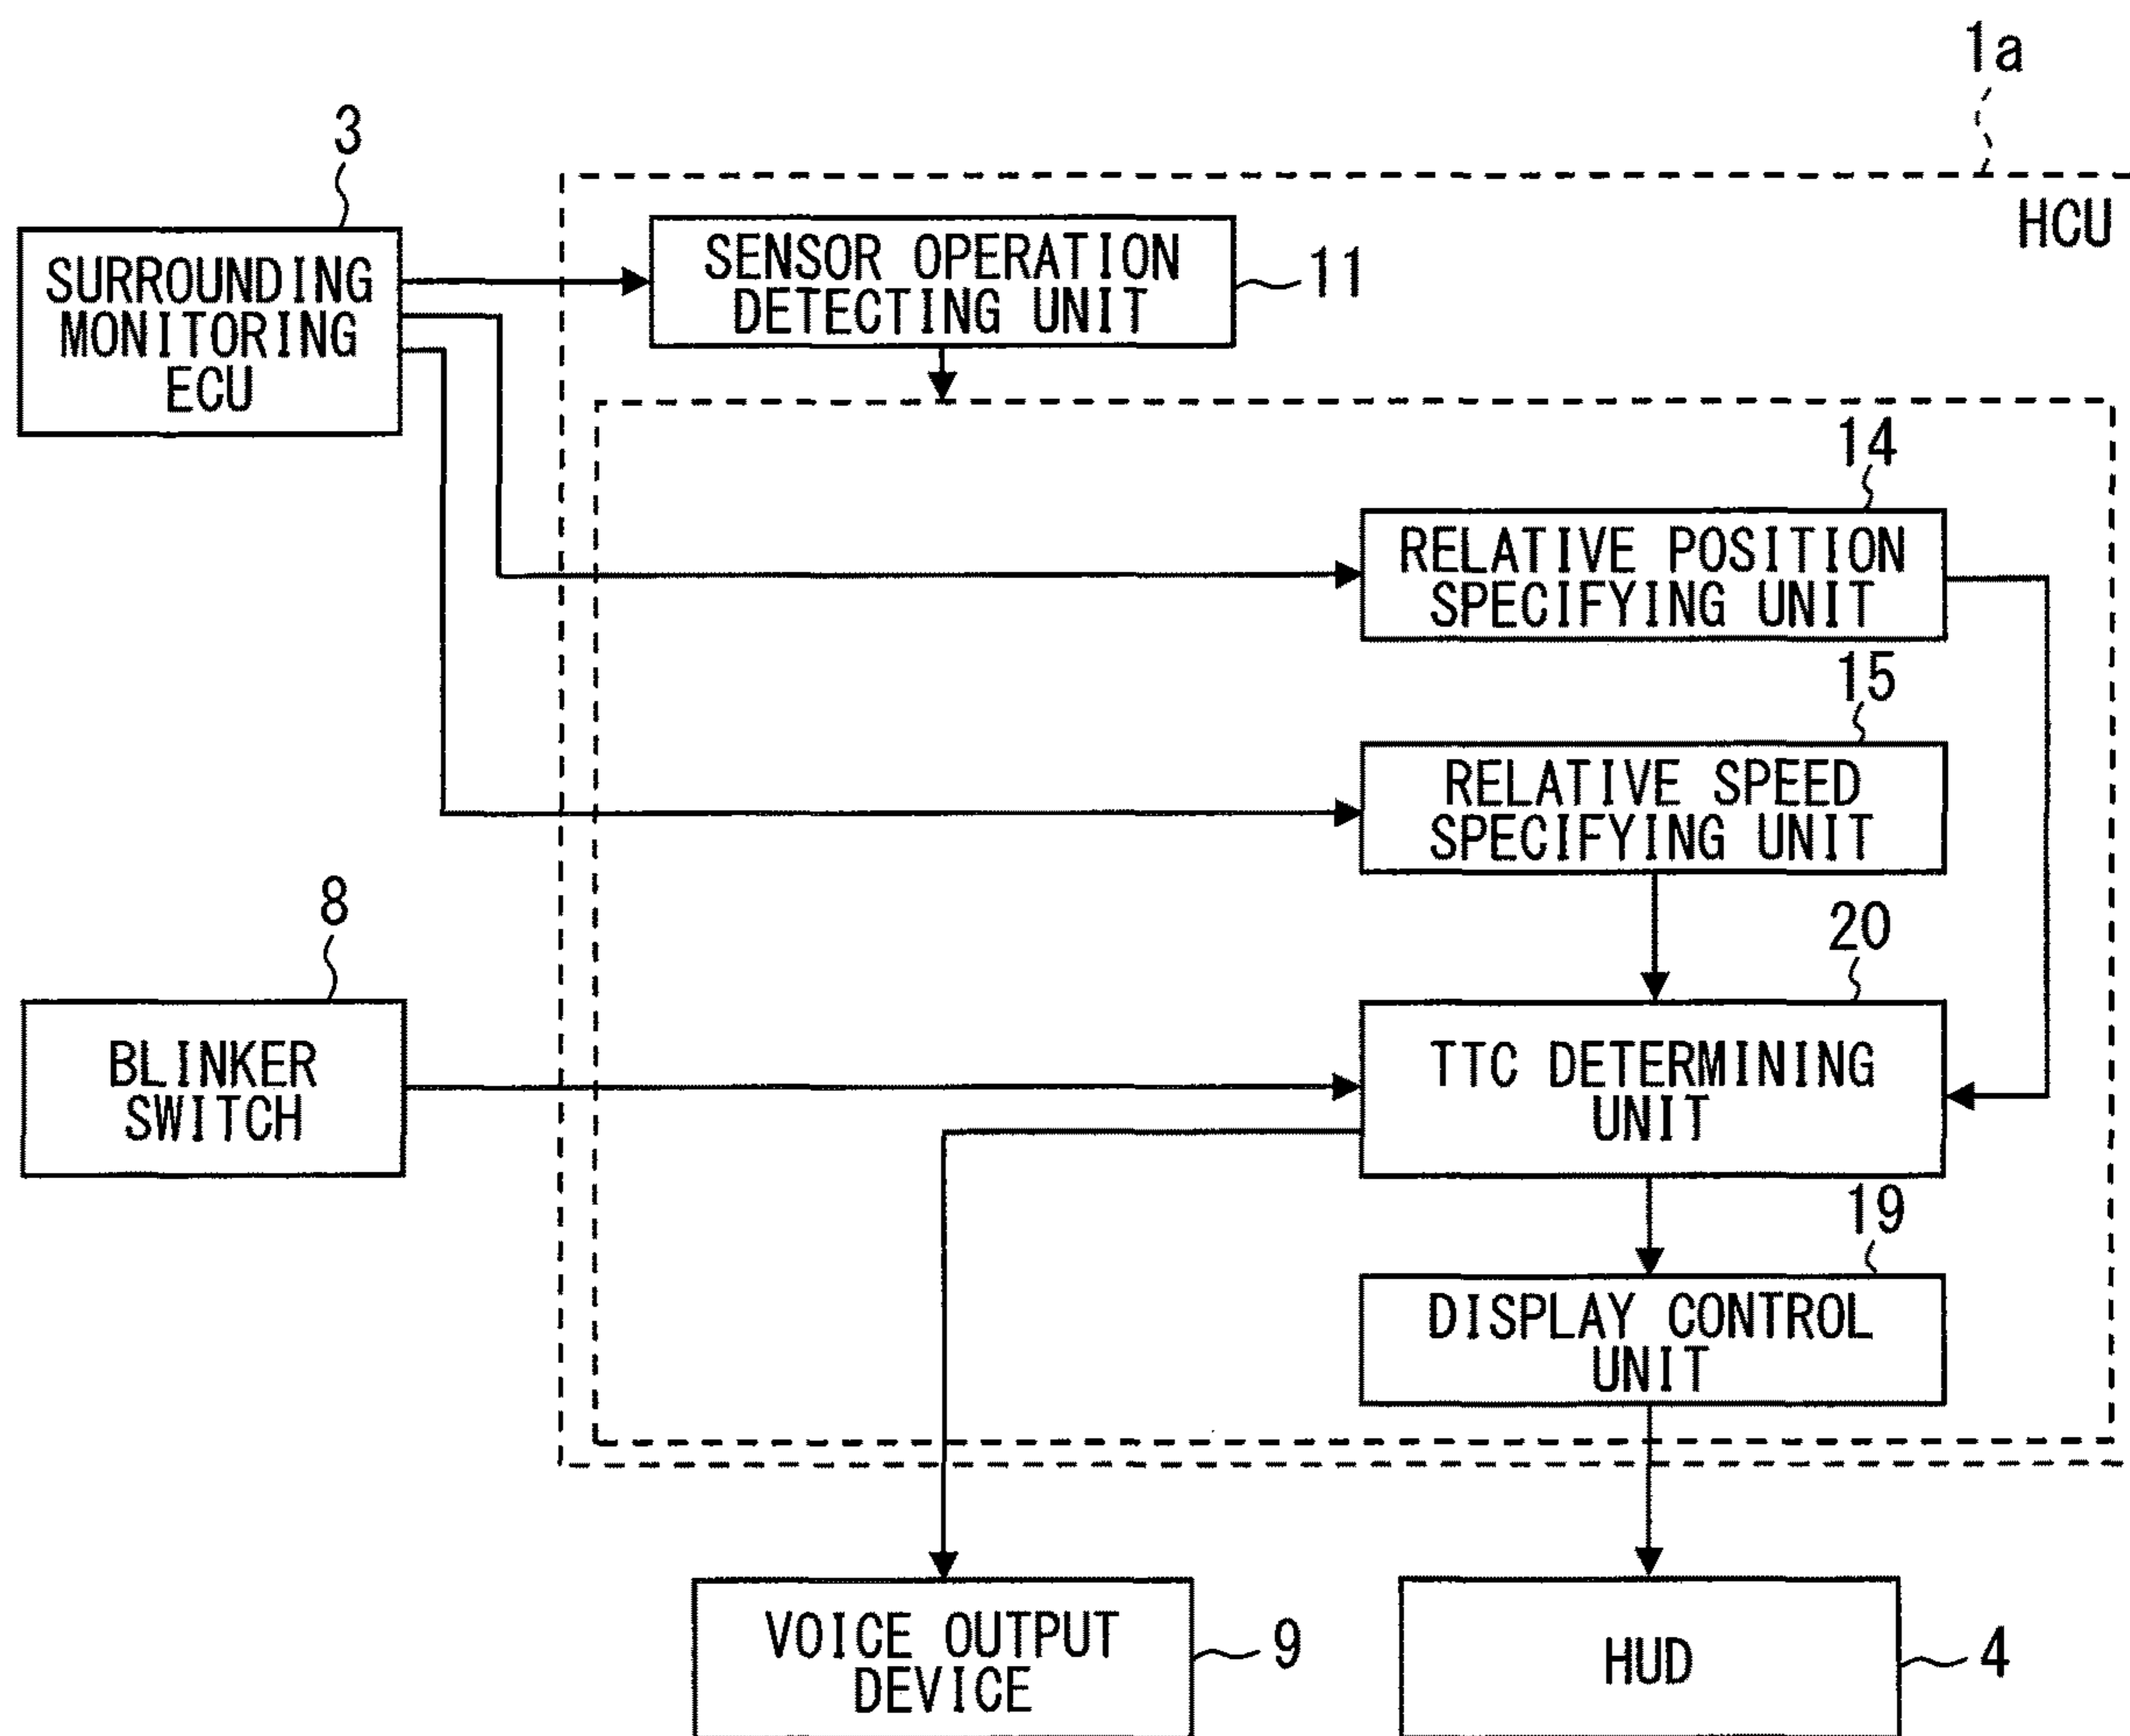 1a
3
HCU
SURROUNDING
MONITORING
ECU
SENSOR OPERATION
DETECTING UNIT
11
14
RELATIVE POSITION
SPECIFYING UNIT
15
RELATIVE SPEED
SPECIFYING UNIT
8
20
BLINKER
SWITCH
TTC DETERMINING
UNIT
19
DISPLAY CONTROL
UNIT
VOICE OUTPUT
DEVICE
9
HUD
4